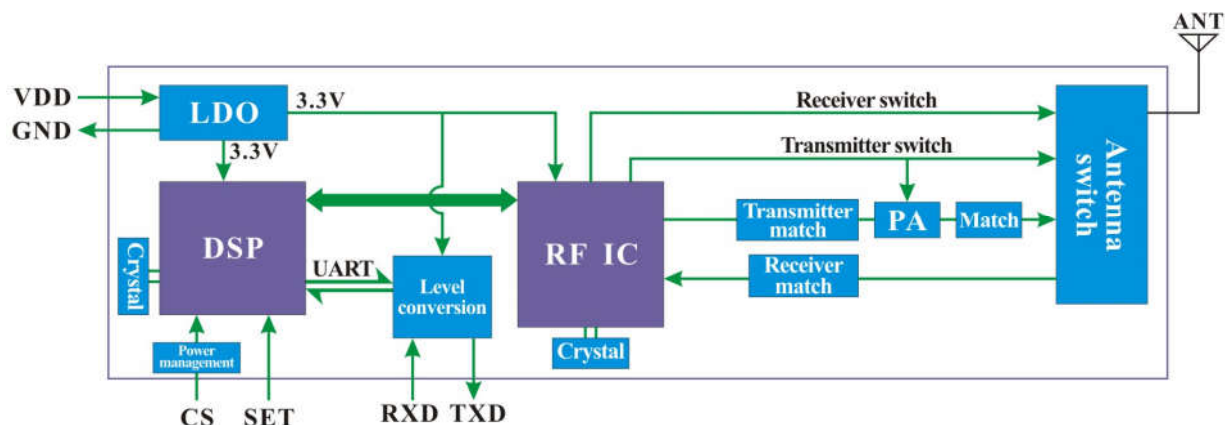 ANT
VDD
GND
LDO
3.3V
3.3V
Receiver switch
Transmitter switch
Antenna
switch
DSP
RF IC
Transmitter
match
PA
Match
Receiver
match
Crystal
UART
Level
conversion
Crystal
Power
management
CS
SET
RXD
TXD